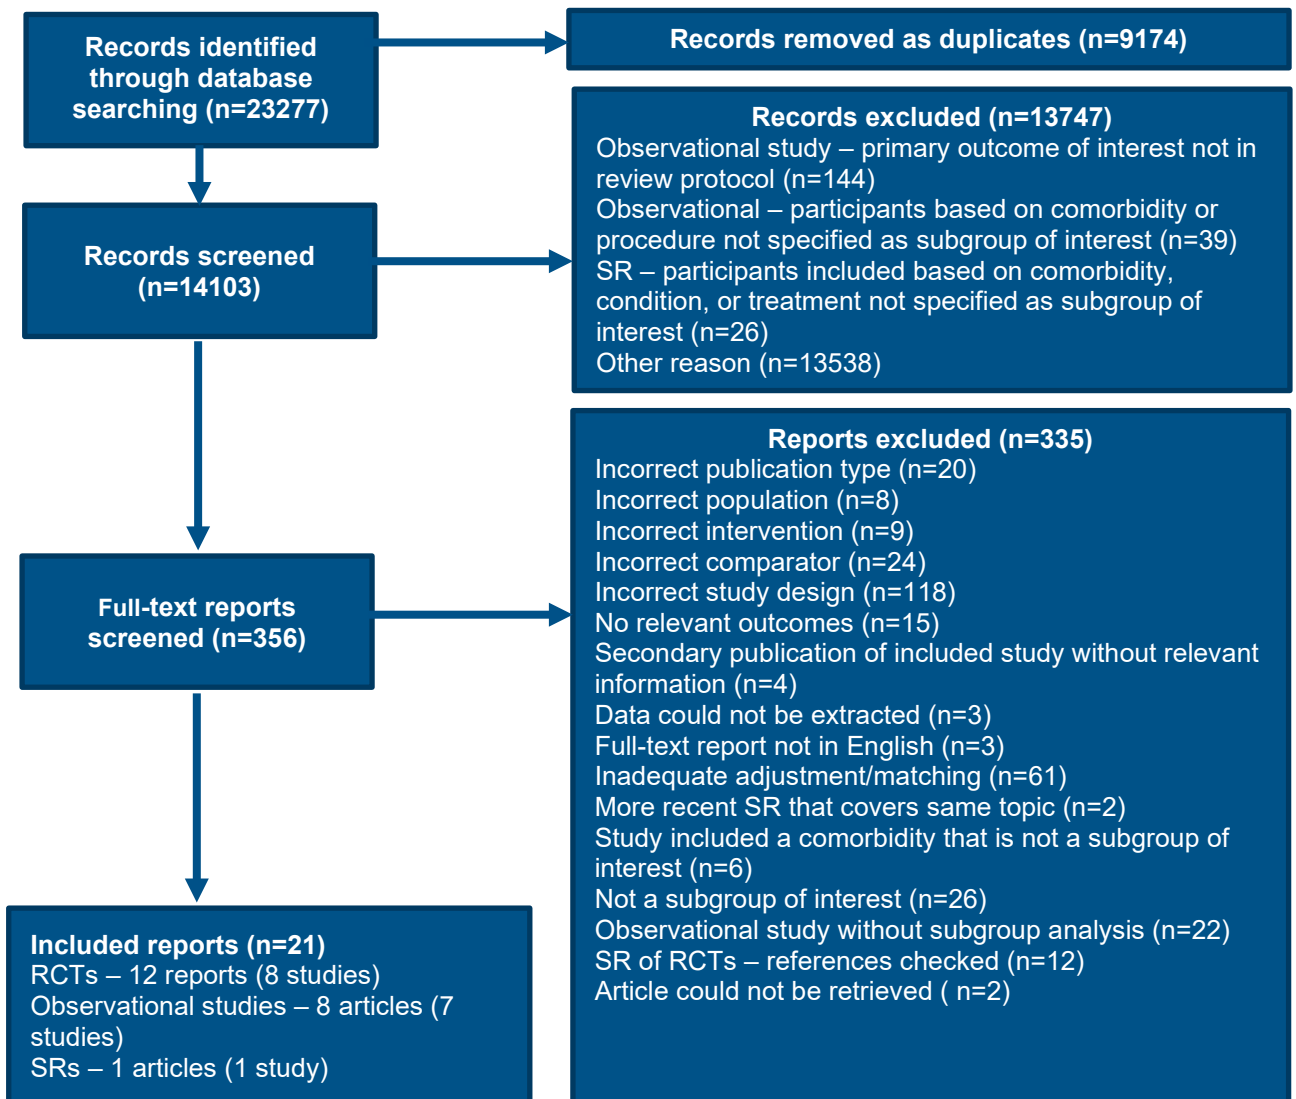 Records identified
through database
searching (n=23277)
Records removed as duplicates (n=9174)
Records screened
(n=14103)
Records excluded (n=13747)
Observational study – primary outcome of interest not in
review protocol (n=144)
Observational – participants based on comorbidity or
procedure not specified as subgroup of interest (n=39)
SR – participants included based on comorbidity,
condition, or treatment not specified as subgroup of
interest (n=26)
Other reason (n=13538)
Full-text reports
screened (n=356)
Reports excluded (n=335)
Incorrect publication type (n=20)
Incorrect population (n=8)
Incorrect intervention (n=9)
Incorrect comparator (n=24)
Incorrect study design (n=118)
No relevant outcomes (n=15)
Secondary publication of included study without relevant
information (n=4)
Data could not be extracted (n=3)
Full-text report not in English (n=3)
Inadequate adjustment/matching (n=61)
More recent SR that covers same topic (n=2)
Study included a comorbidity that is not a subgroup of
interest (n=6)
Not a subgroup of interest (n=26)
Observational study without subgroup analysis (n=22)
SR of RCTs – references checked (n=12)
Article could not be retrieved ( n=2)
Included reports (n=21)
RCTs – 12 reports (8 studies)
Observational studies – 8 articles (7
studies)
SRs – 1 articles (1 study)